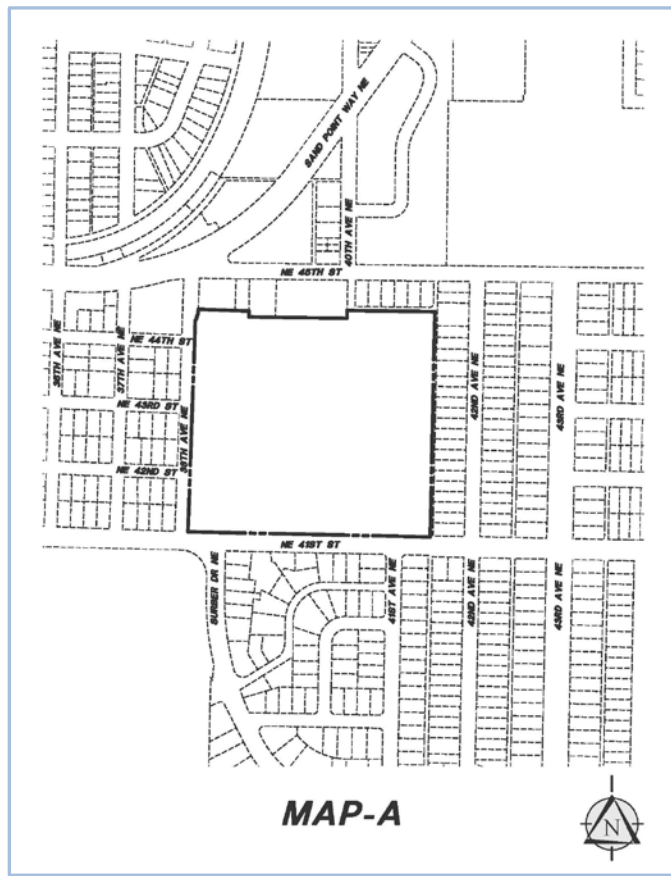 SAND POINT WAY NE
40TH AVE NE
NE 45TH ST
36TH AVE NE
37TH AVE NE
NE 44TH ST
NE 43RD ST
38TH AVE NE
NE 42ND ST
42ND AVE NE
43RD AVE NE
NE 41ST ST
SURBER DR NE
41ST AVE NE
42ND AVE NE
43RD AVE NE
MAP-A
N